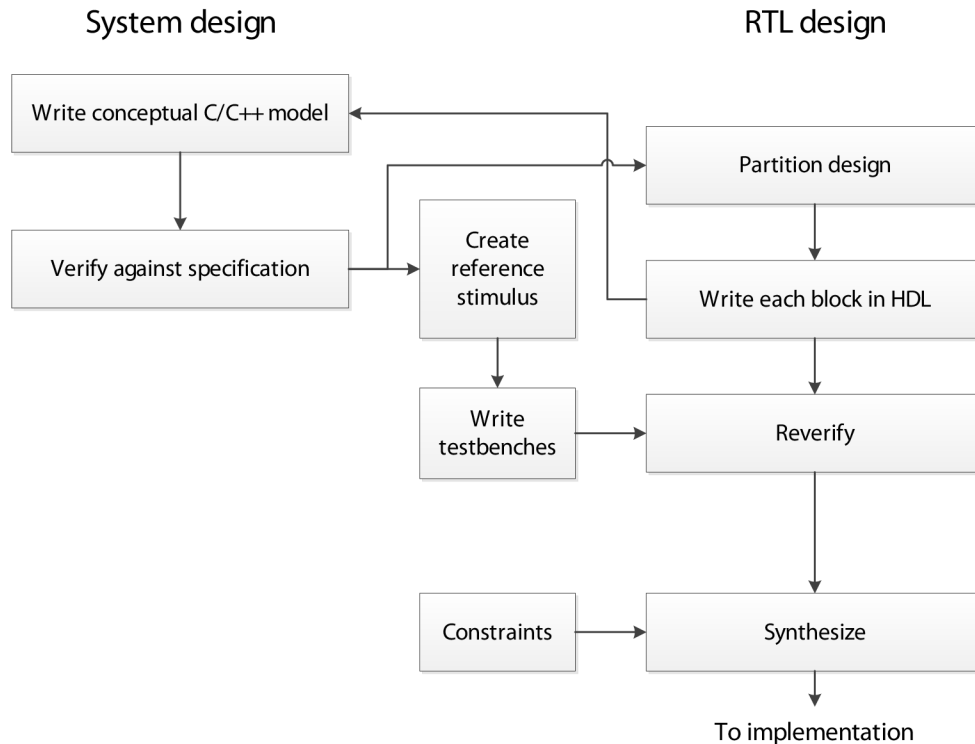 System design
RTL design
Write conceptual C/C++ model
Partition design
Create
reference
stimulus
Verify against specification
Write each block in HDL
Write
testbenches
Reverify
Constraints
Synthesize
To implementation